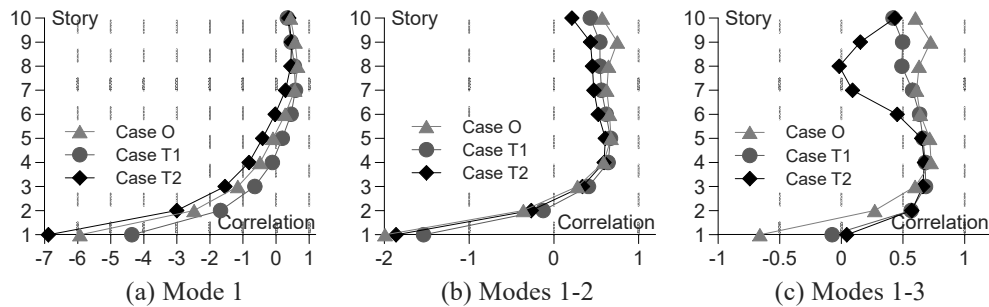 10 Story
9
8
7
6
5
4
3
2
1
Case O
Case T1
Case T2
Correlation
-7 -6 -5 -4 -3 -2 -1 0 1
(a) Mode 1
10 Story
9
8
7
6
5
4
3
2
1
Case O
Case T1
Case T2
Correlation
-2 -1 0 1
(b) Modes 1-2
10 Story
9
8
7
6
5
4
3
2
1
Case O
Case T1
Case T2
Correlation
-1 0 0.5 1
(c) Modes 1-3